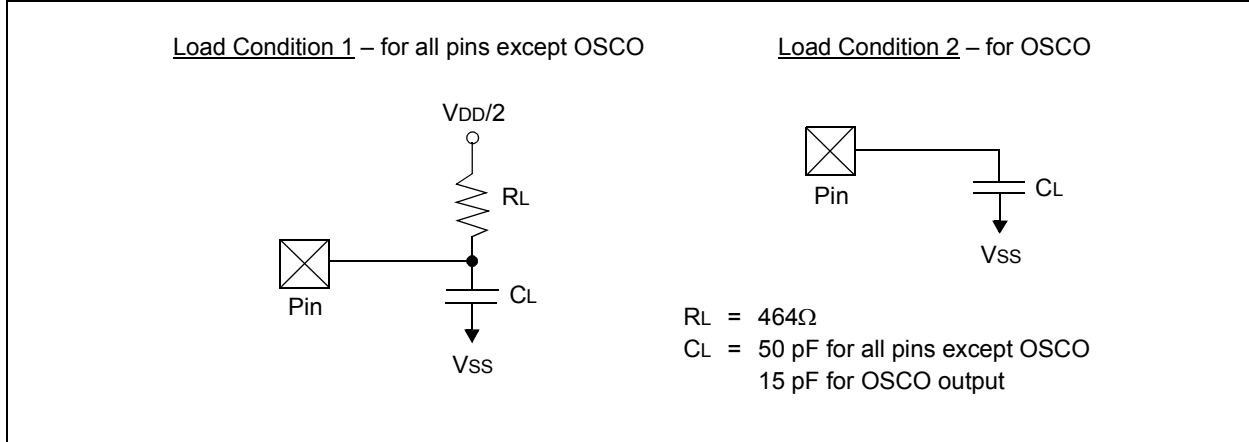 Load Condition 1 – for all pins except OSCO
Load Condition 2 – for OSCO
VDD/2
RL
Pin
CL
VSS
Pin
CL
VSS
RL = 464Ω
CL = 50 pF for all pins except OSCO
15 pF for OSCO output